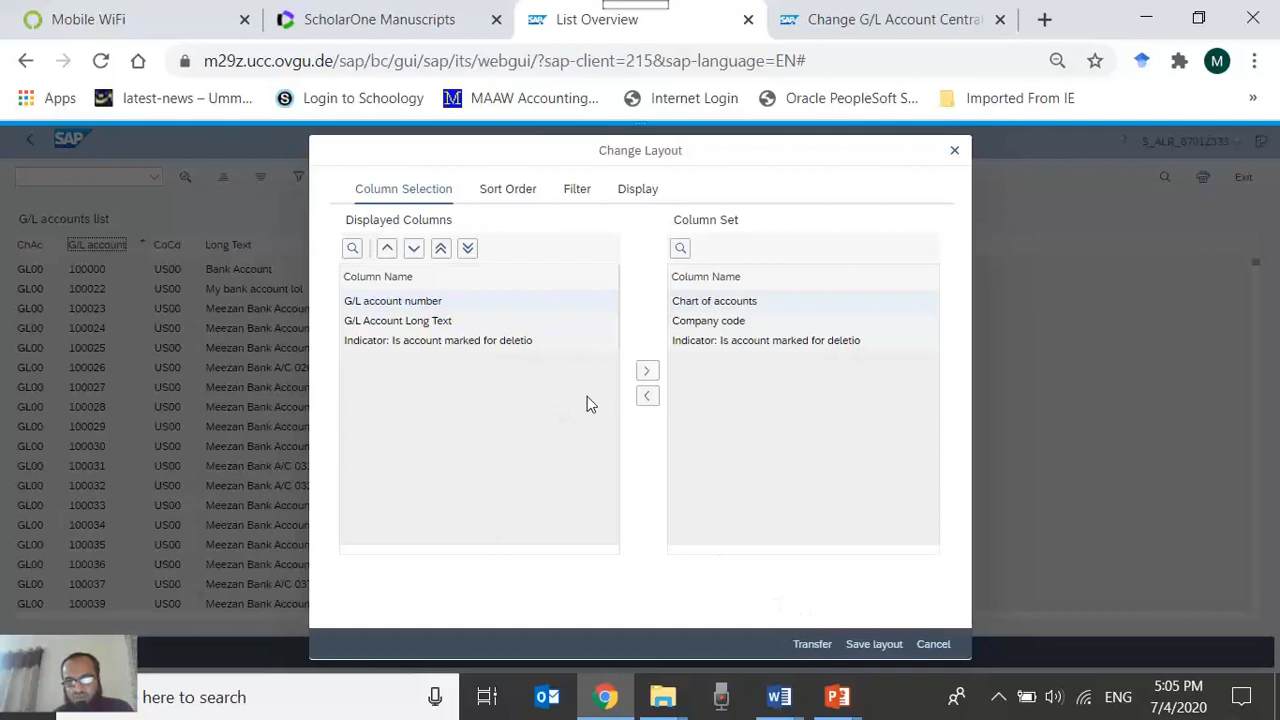 Mobile WiFi
ScholarOne Manuscripts
List Overview
Change G/L Account Central
m29z.ucc.ovgu.de/sap/bc/gui/sap/its/webgui/?sap-client=215&sap-language=EN#
M
Apps
latest-news – Umm...
Login to Schoology
MAAW Accounting...
Internet Login
Oracle PeopleSoft S...
Imported From IE
SAP
S_ALR_87012333
Exit
Change Layout
Column Selection
Sort Order
Filter
Display
Displayed Columns
Column Set
Column Name
G/L account number
G/L Account Long Text
Indicator: Is account marked for deletio
Column Name
Chart of accounts
Company code
Indicator: Is account marked for deletio
Transfer
Save layout
Cancel
G/L accounts list
ChAc G/L accounts CoCd Long Text
GL00 100000 US00 Bank Account
GL00 100022 US00 My bank account lol
GL00 100023 US00 Meezan Bank Accoun
GL00 100024 US00 Meezan Bank Accoun
GL00 100025 US00 Meezan Bank Accoun
GL00 100026 US00 Meezan Bank A/C 026
GL00 100027 US00 Meezan Bank Accoun
GL00 100028 US00 Meezan Bank Accoun
GL00 100029 US00 Meezan Bank Accoun
GL00 100030 US00 Meezan Bank Accoun
GL00 100031 US00 Meezan Bank A/C 031
GL00 100032 US00 Meezan Bank A/C 032
GL00 100033 US00 Meezan Bank Accoun
GL00 100034 US00 Meezan Bank Accoun
GL00 100035 US00 Meezan Bank Accoun
GL00 100036 US00 Meezan Bank Accoun
GL00 100037 US00 Meezan Bank A/C 037
GL00 100039 US00 Meezan Bank Accoun
here to search
ENG
5:05 PM
7/4/2020